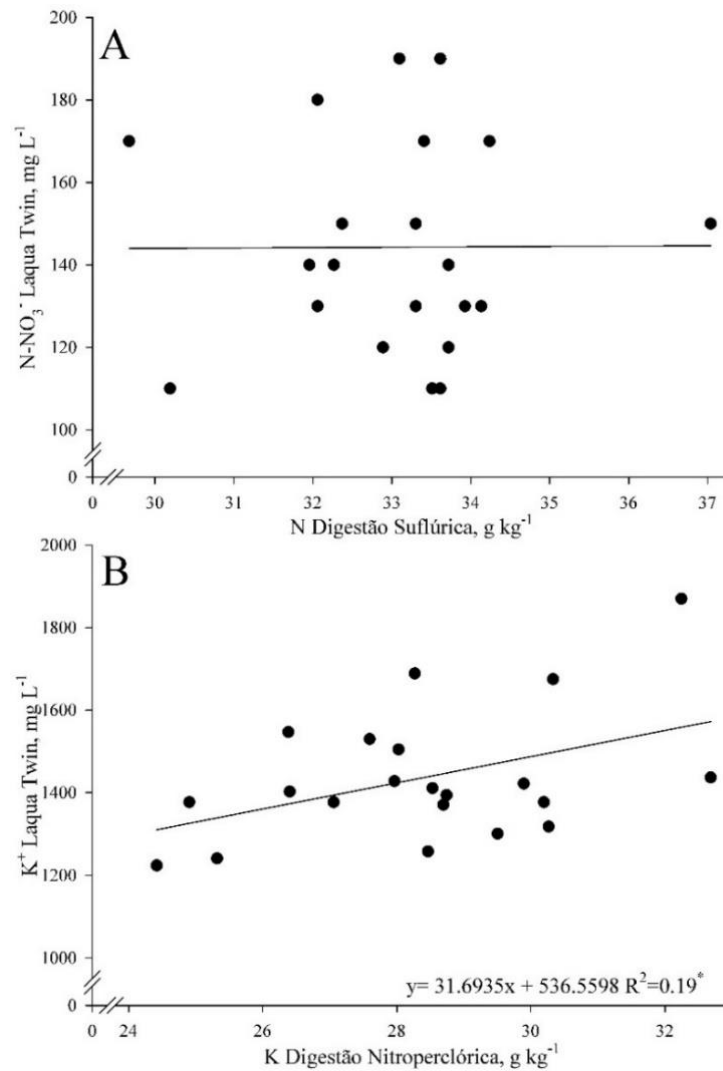 A
200
180
160
140
120
100
0
N-NO₃⁻ Laqua Twin, mg L⁻¹
0 30 31 32 33 34 35 36 37
N Digestão Suflúrica, g kg⁻¹
B
2000
1800
1600
1400
1200
1000
0
K⁺ Laqua Twin, mg L⁻¹
y= 31.6935x + 536.5598 R²=0.19*
0 24 26 28 30 32
K Digestão Nitroperclórica, g kg⁻¹